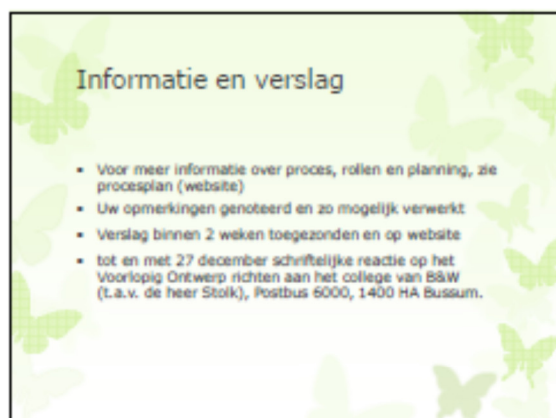 Informatie en verslag
▪ Voor meer informatie over proces, rollen en planning, zie
procesplan (website)
▪ Uw opmerkingen genoteerd en zo mogelijk verwerkt
▪ Verslag binnen 2 weken toegezonden en op website
▪ tot en met 27 december schriftelijke reactie op het
Voorlopig Ontwerp richten aan het college van B&W
(t.a.v. de heer Stolk), Postbus 6000, 1400 HA Bussum.